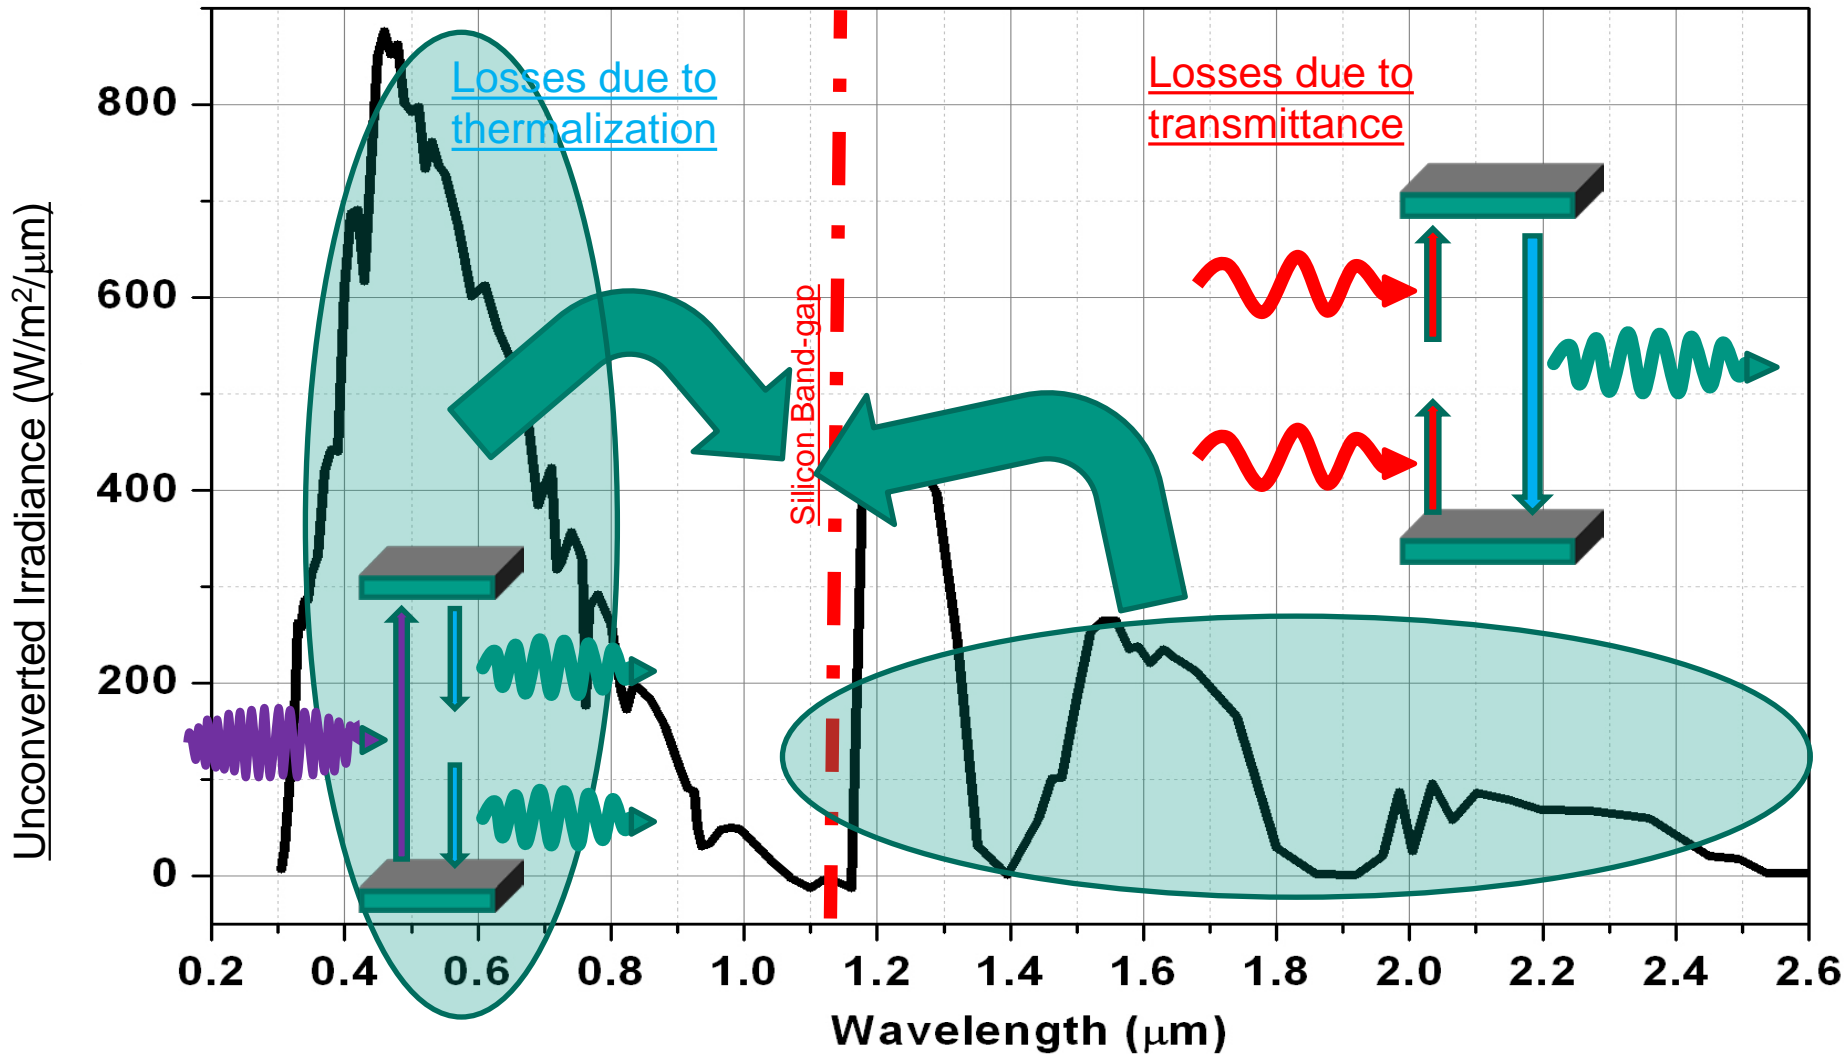 Losses due to
thermalization
Losses due to
transmittance
Silicon Band-gap
Unconverted Irradiance (W/m²/μm)
800
600
400
200
0
0.2 0.4 0.6 0.8 1.0 1.2 1.4 1.6 1.8 2.0 2.2 2.4 2.6
Wavelength (μm)